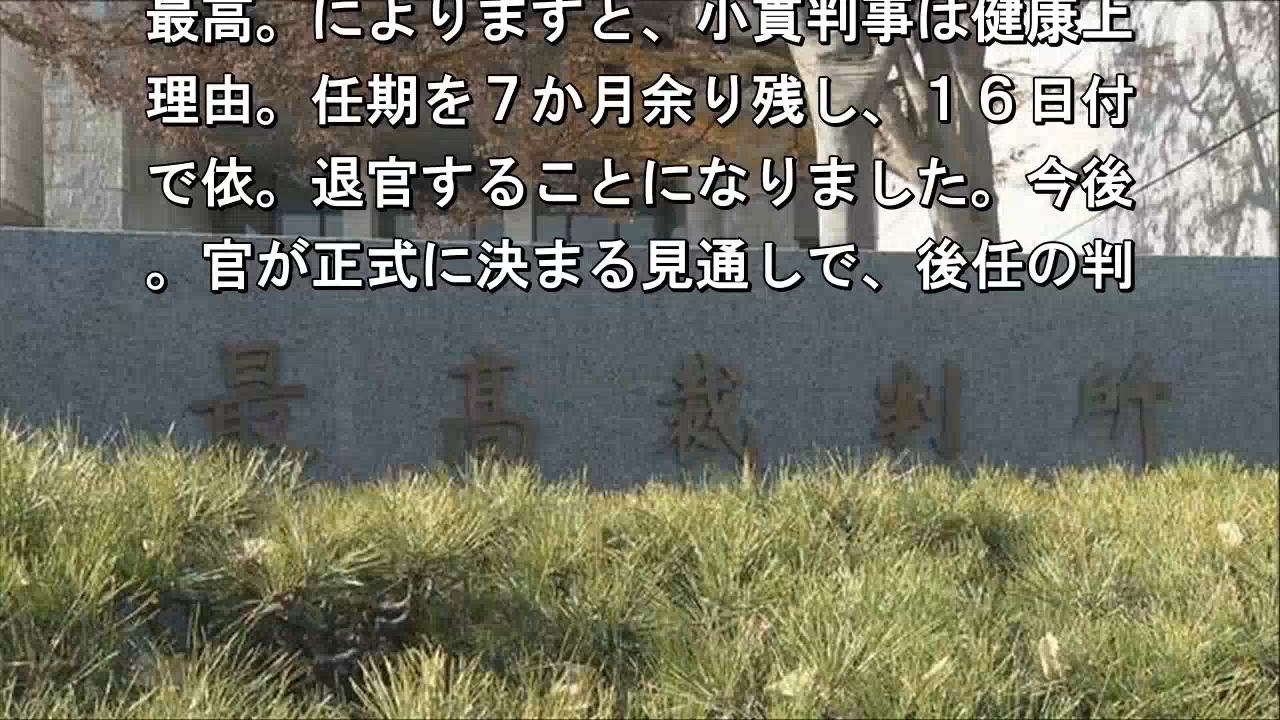 最高。によりますと、小貫判事は健康上
理由。任期を７か月余り残し、１６日付
で依。退官することになりました。今後
。官が正式に決まる見通しで、後任の判
最高裁判所